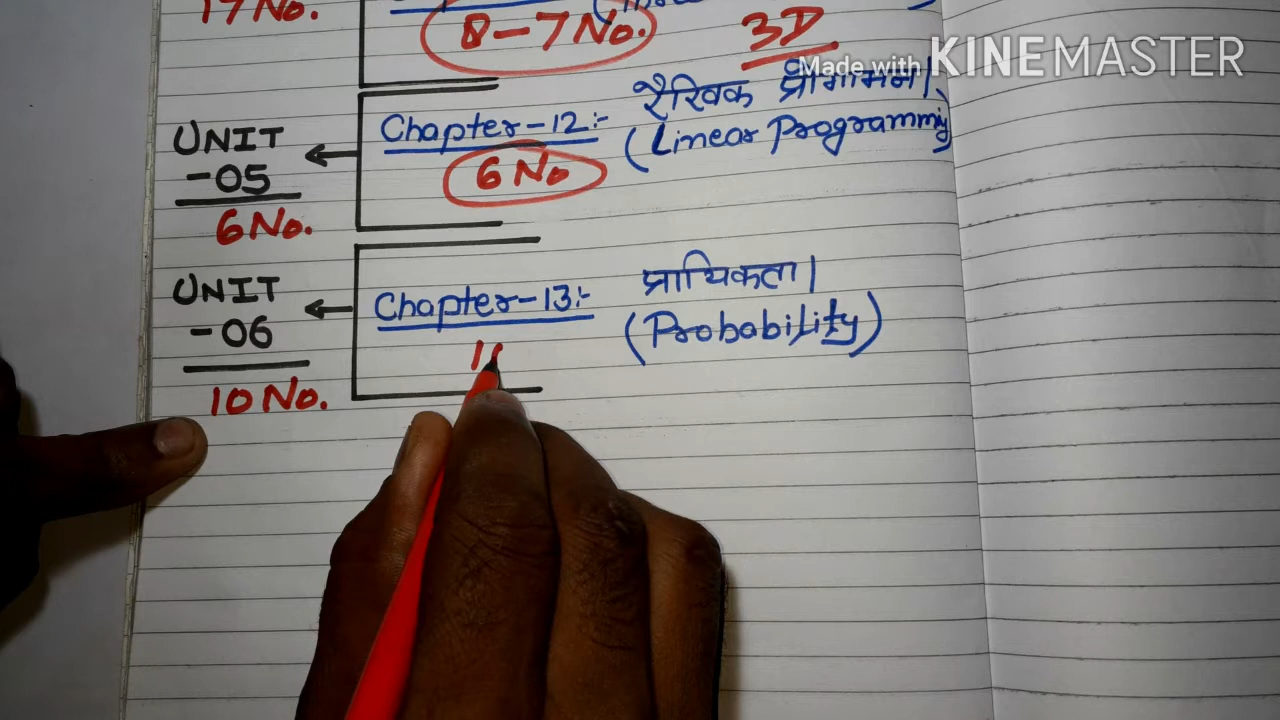 17 No.
8-7 No.
3D
Made with KINEMASTER
UNIT
-05
6 No.
Chapter-12:-
6 No
रैखिक प्रोगामन।
(Linear Programming)
UNIT
-06
10 No.
Chapter-13:-
प्रायिकता।
(Probability)